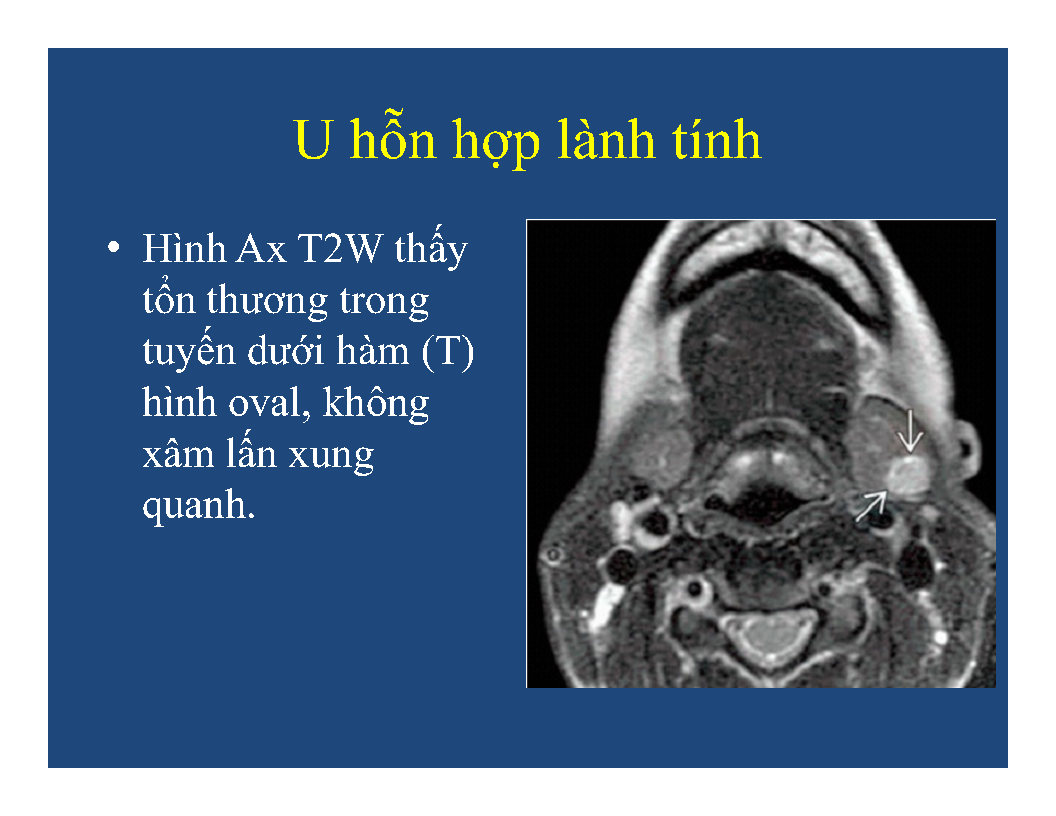 U hỗn hợp lành tính
• Hình Ax T2W thấy
tổn thương trong
tuyến dưới hàm (T)
hình oval, không
xâm lấn xung
quanh.